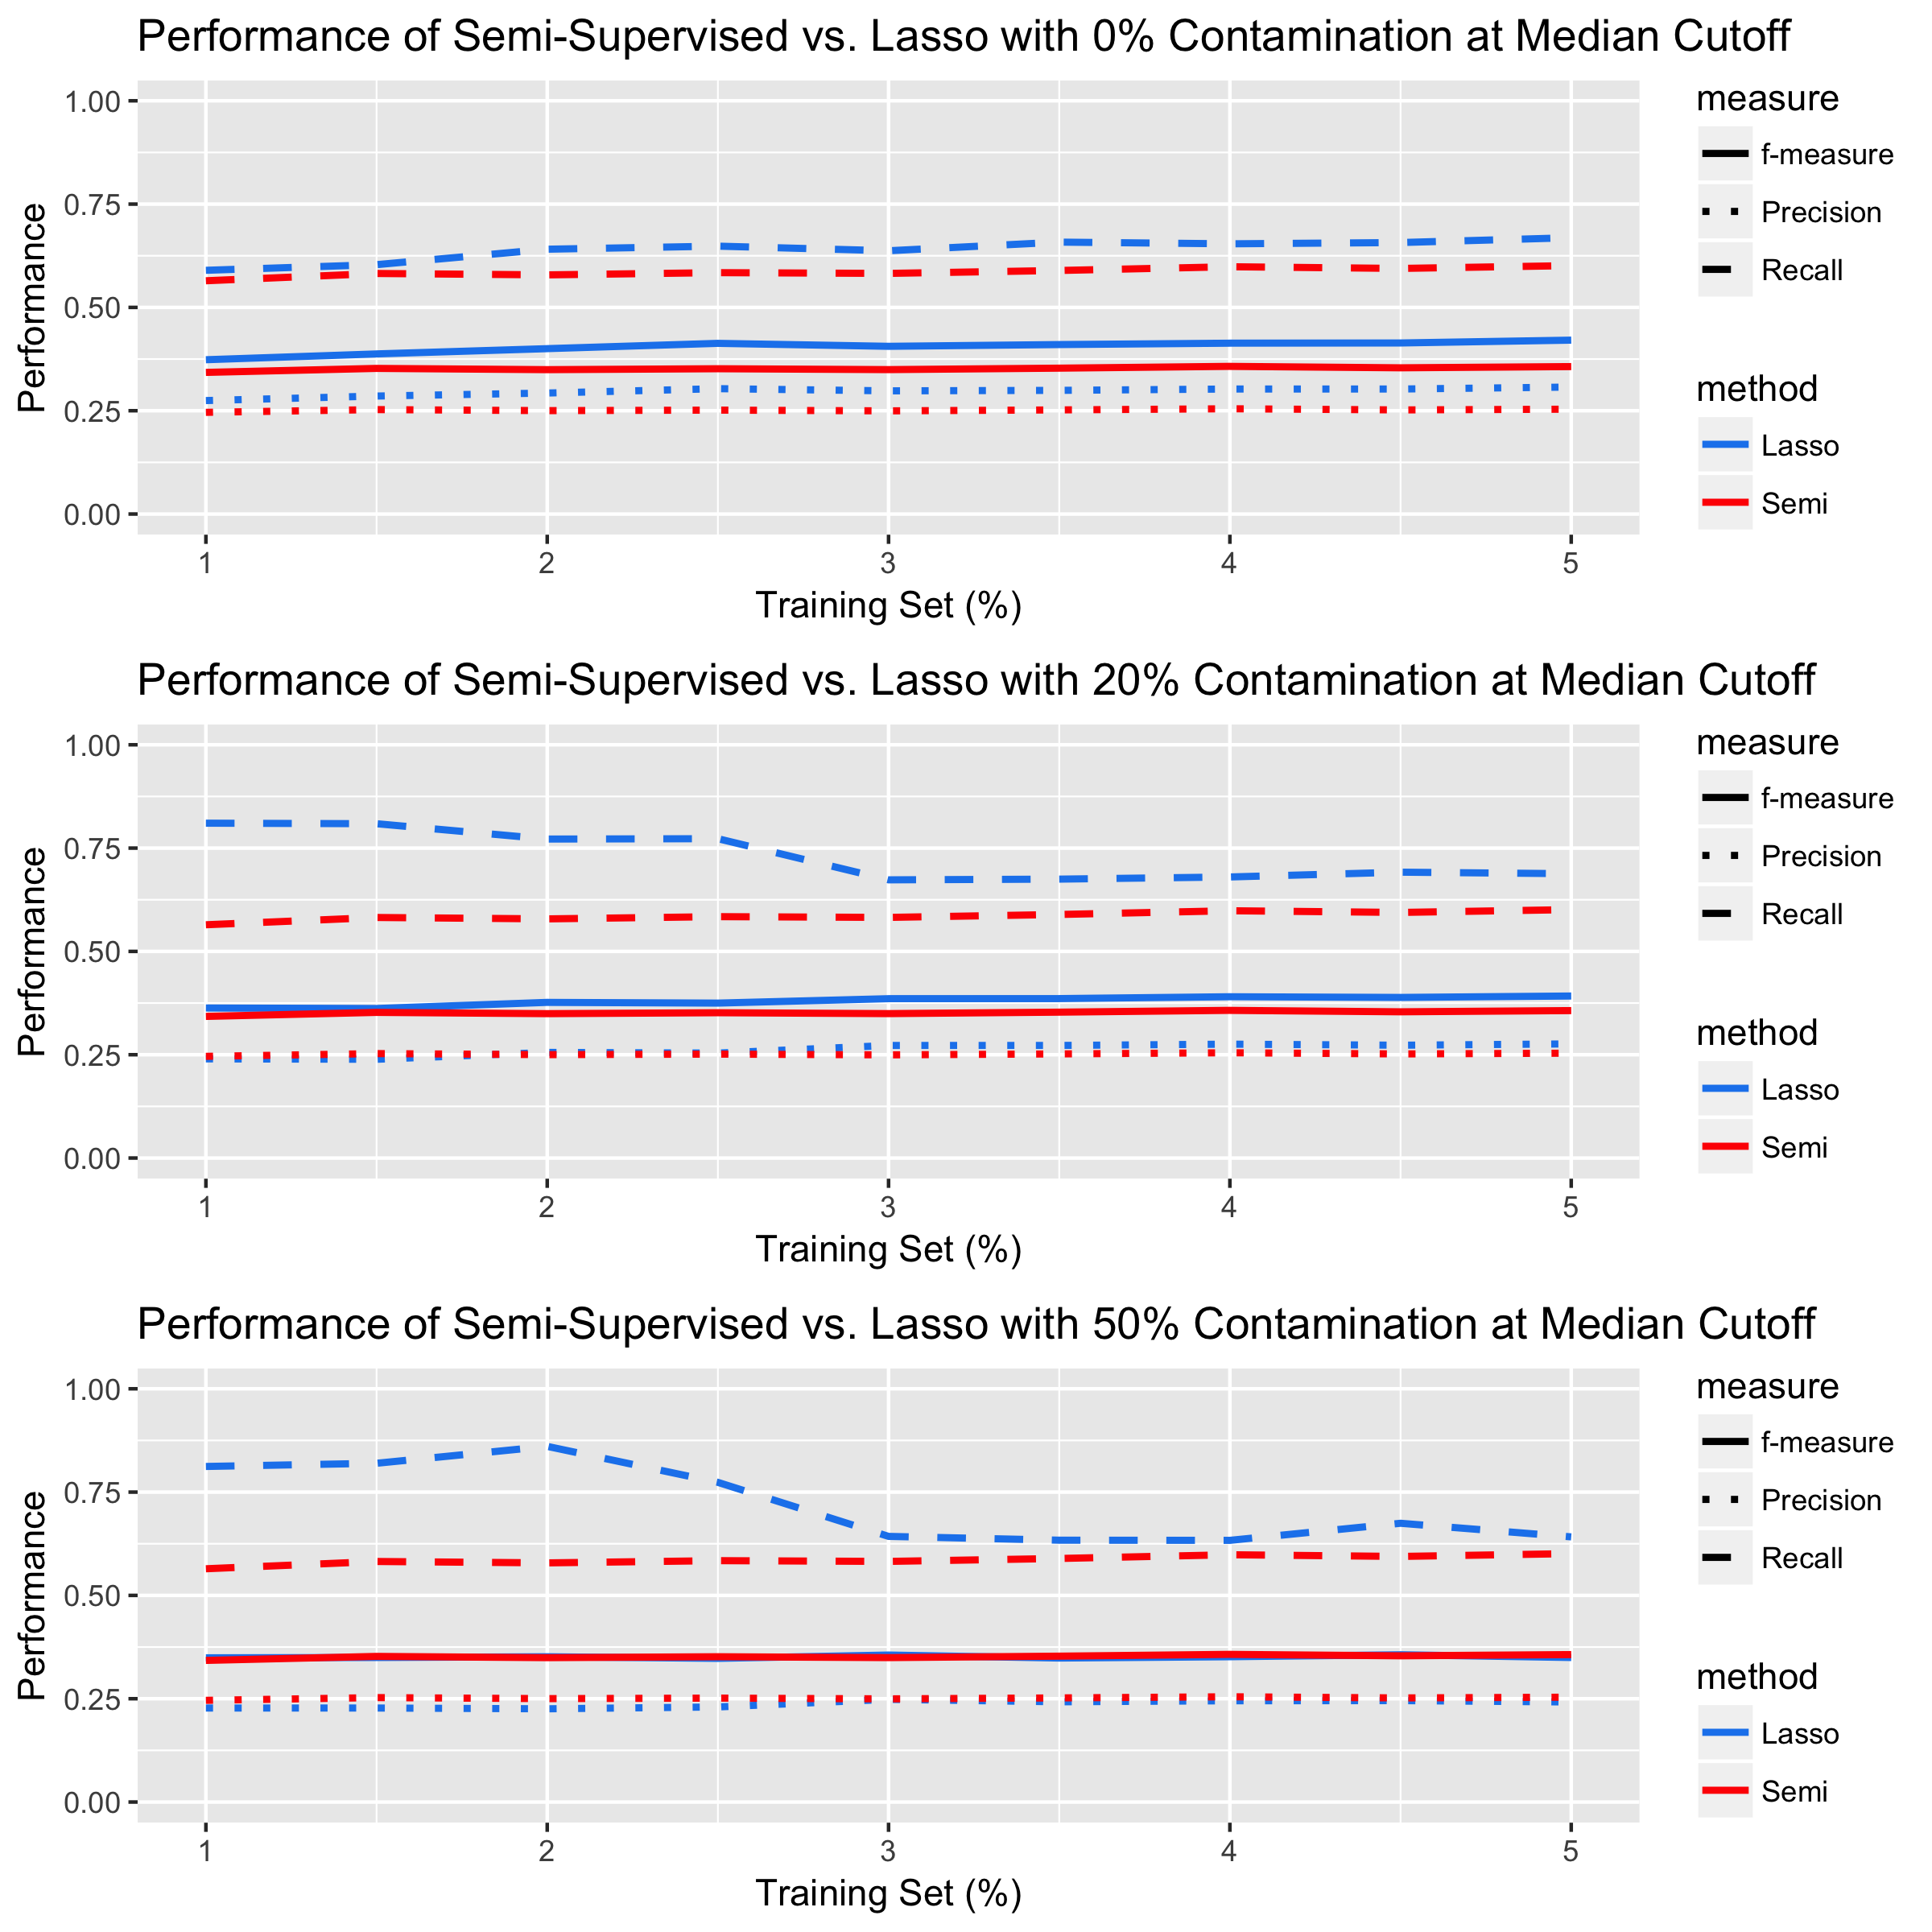 Performance of Semi-Supervised vs. Lasso with 0% Contamination at Median Cutoff
Performance
1.00
0.75
0.50
0.25
0.00
1 2 3 4 5
Training Set (%)
measure
f-measure
Precision
Recall
method
Lasso
Semi
Performance of Semi-Supervised vs. Lasso with 20% Contamination at Median Cutoff
Performance
1.00
0.75
0.50
0.25
0.00
1 2 3 4 5
Training Set (%)
measure
f-measure
Precision
Recall
method
Lasso
Semi
Performance of Semi-Supervised vs. Lasso with 50% Contamination at Median Cutoff
Performance
1.00
0.75
0.50
0.25
0.00
1 2 3 4 5
Training Set (%)
measure
f-measure
Precision
Recall
method
Lasso
Semi